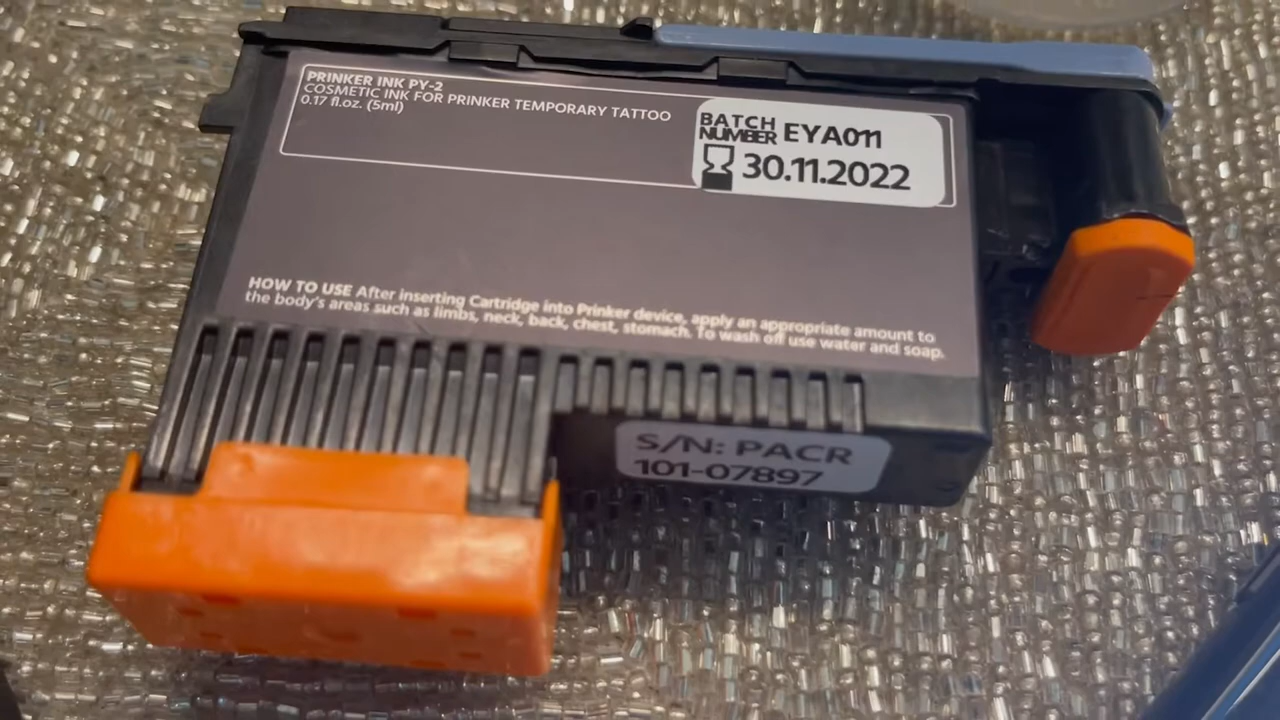 PRINKER INK PY-2
COSMETIC INK FOR PRINKER TEMPORARY TATTOO
0.17 fl.oz. (5ml)
BATCH
NUMBER EYA011
30.11.2022
HOW TO USE After inserting Cartridge into Prinker device, apply an appropriate amount to
the body's areas such as limbs, neck, back, chest, stomach. To wash off use water and soap.
S/N: PACR
101-07897